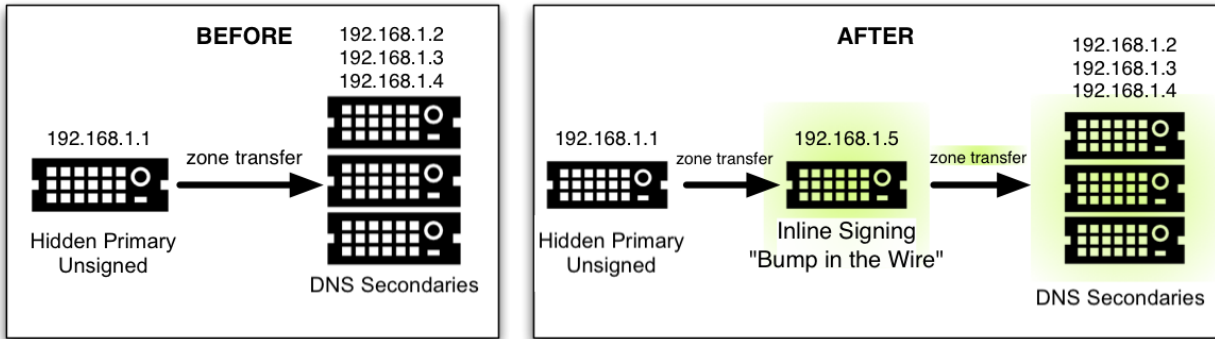 BEFORE
192.168.1.2
192.168.1.3
192.168.1.4
192.168.1.1
zone transfer
Hidden Primary
Unsigned
DNS Secondaries
AFTER
192.168.1.2
192.168.1.3
192.168.1.4
192.168.1.1
zone transfer
192.168.1.5
zone transfer
Hidden Primary
Unsigned
Inline Signing
"Bump in the Wire"
DNS Secondaries